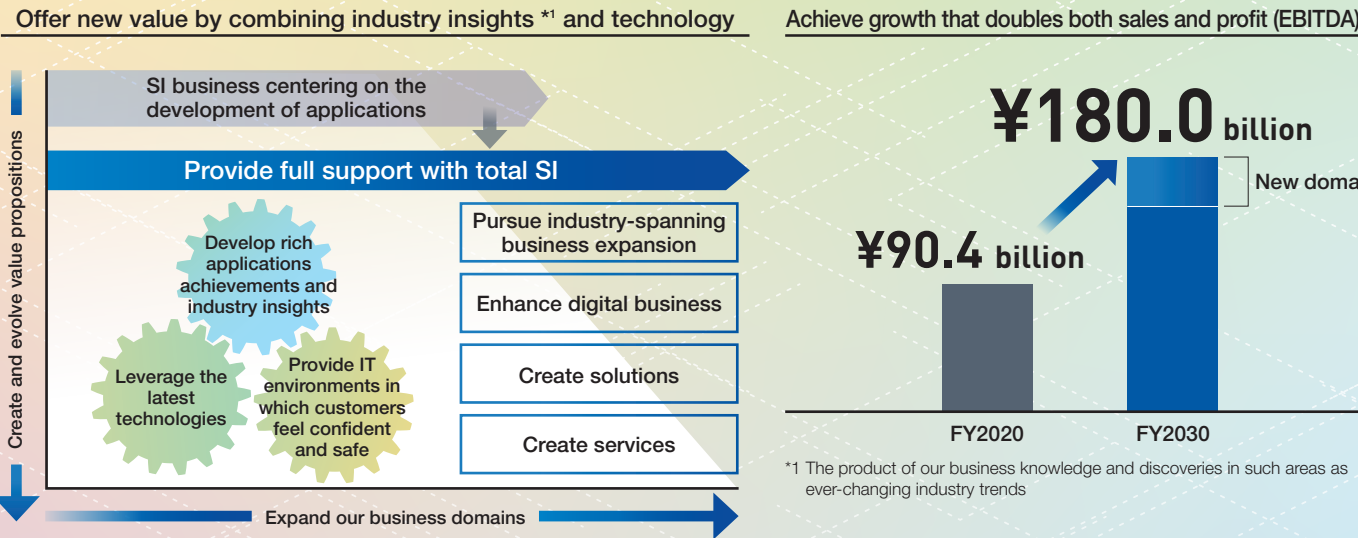 Offer new value by combining industry insights *1 and technology
Create and evolve value propositions
SI business centering on the
development of applications
Provide full support with total SI
Develop rich
applications
achievements and
industry insights
Leverage the
latest
technologies
Provide IT
environments in
which customers
feel confident
and safe
Pursue industry-spanning
business expansion
Enhance digital business
Create solutions
Create services
Expand our business domains
Achieve growth that doubles both sales and profit (EBITDA)
¥180.0 billion
New doma
¥90.4 billion
FY2020
FY2030
*1 The product of our business knowledge and discoveries in such areas as
ever-changing industry trends